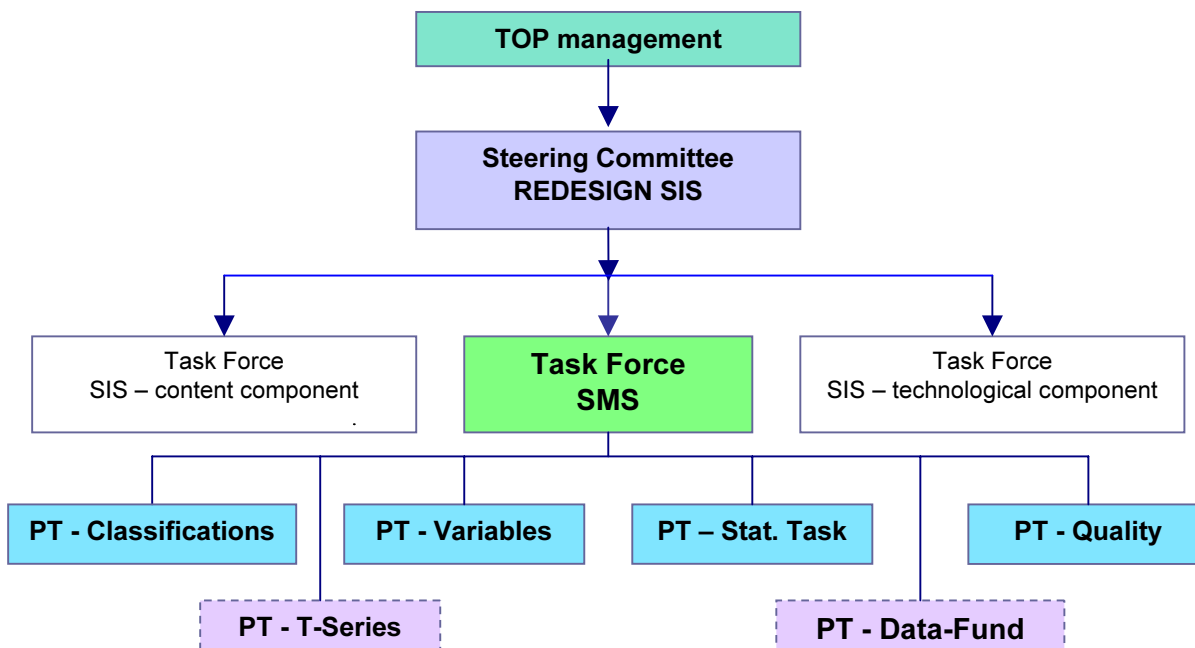 TOP management
Steering Committee
REDESIGN SIS
Task Force
SIS – content component
.
Task Force
SMS
Task Force
SIS – technological component
PT - Classifications
PT - Variables
PT – Stat. Task
PT - Quality
PT - T-Series
PT - Data-Fund